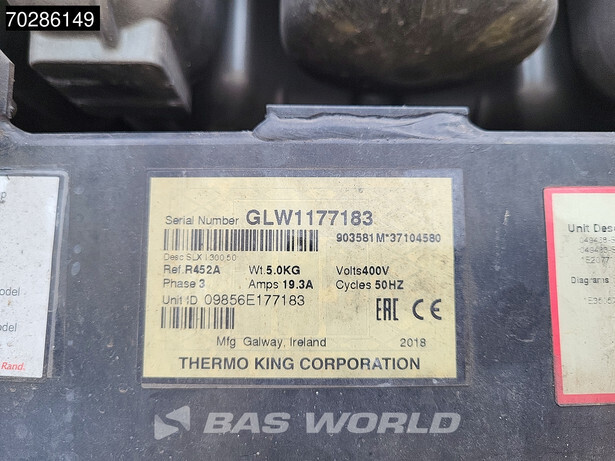 70286149
Serial Number GLW1177183
903581M*37104580
Desc SLX i 300 50
Ref. R452A Wt. 5.0KG Volts 400V
Phase 3 Amps 19.3A Cycles 50HZ
Unit ID 09856E177183
EAC
Mfg Galway, Ireland 2018
THERMO KING CORPORATION
odel
odel
Rand.
Unit Desc
Diagrams
BAS WORLD